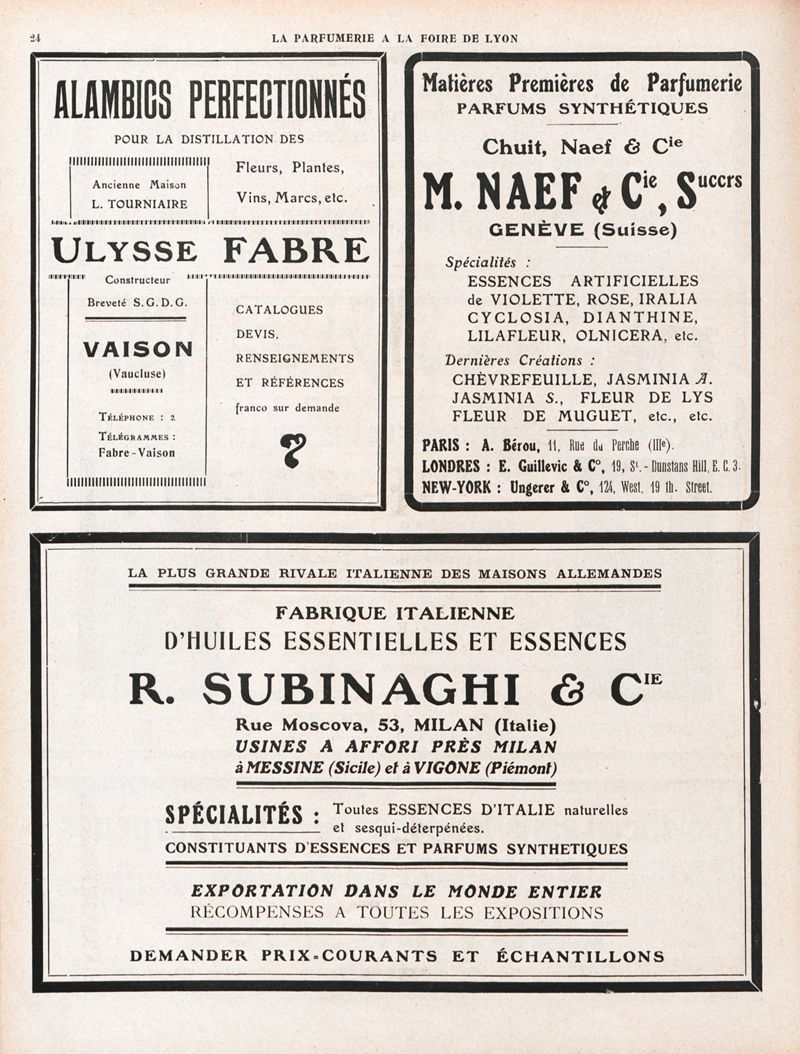 24
LA PARFUMERIE A LA FOIRE DE LYON
ALAMBICS PERFECTIONNÉS
POUR LA DISTILLATION DES
Ancienne Maison
L. TOURNIAIRE
Fleurs, Plantes,
Vins, Marcs, etc.
ULYSSE FABRE
Constructeur
Breveté S.G.D.G.
VAISON
(Vaucluse)
TÉLÉPHONE : 2
TÉLÉGRAMMES :
Fabre-Vaison
CATALOGUES
DEVIS,
RENSEIGNEMENTS
ET RÉFÉRENCES
franco sur demande
Matières Premières de Parfumerie
PARFUMS SYNTHÉTIQUES
Chuit, Naef & Cie
M. NAEF & Cie, Succrs
GENÈVE (Suisse)
Spécialités :
ESSENCES ARTIFICIELLES
de VIOLETTE, ROSE, IRALIA
CYCLOSIA, DIANTHINE,
LILAFLEUR, OLNICERA, etc.
Dernières Créations :
CHÈVREFEUILLE, JASMINIA A.
JASMINIA S., FLEUR DE LYS
FLEUR DE MUGUET, etc., etc.
PARIS : A. Bérou, 11, Rue du Perche (IIIe).
LONDRES : E. Guillevic & C°, 19, St.-Dunstans Hill, E.C.3.
NEW-YORK : Ungerer & C°, 124, West, 19 th. Street.
LA PLUS GRANDE RIVALE ITALIENNE DES MAISONS ALLEMANDES
FABRIQUE ITALIENNE
D'HUILES ESSENTIELLES ET ESSENCES
R. SUBINAGHI & CIE
Rue Moscova, 53, MILAN (Italie)
USINES A AFFORI PRÈS MILAN
à MESSINE (Sicile) et à VIGONE (Piémont)
SPÉCIALITÉS : Toutes ESSENCES D'ITALIE naturelles
et sesqui-déterpénées.
CONSTITUANTS D'ESSENCES ET PARFUMS SYNTHETIQUES
EXPORTATION DANS LE MONDE ENTIER
RÉCOMPENSES A TOUTES LES EXPOSITIONS
DEMANDER PRIX-COURANTS ET ÉCHANTILLONS